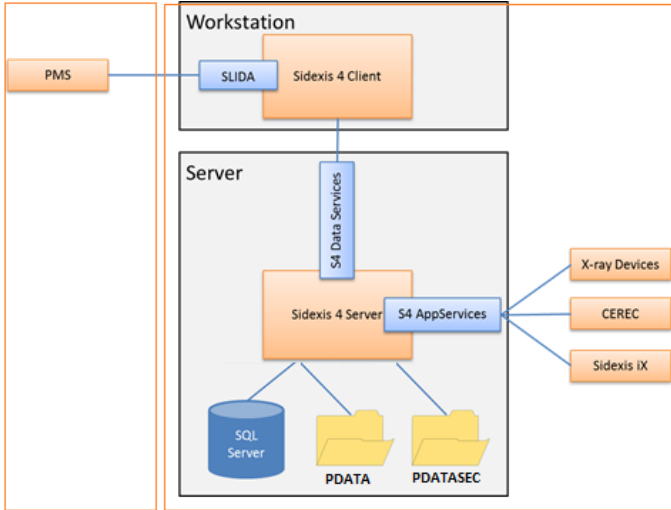 Workstation
PMS
SLIDA
Sidexis 4 Client
Server
S4 Data Services
X-ray Devices
Sidexis 4 Server
S4 AppServices
CEREC
Sidexis iX
SQL
Server
PDATA
PDATASEC